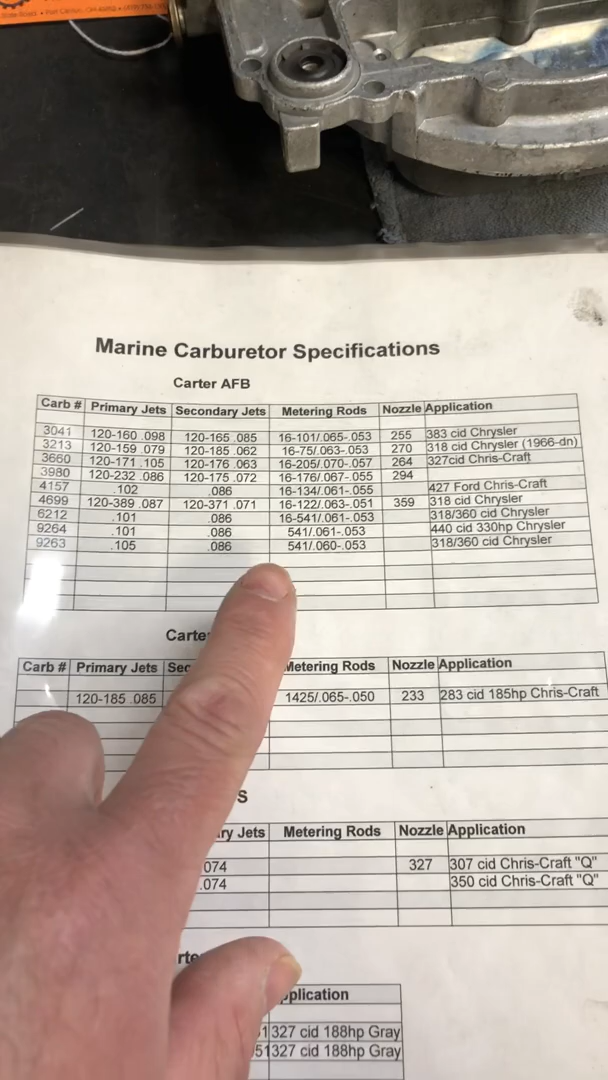 Marine Carburetor Specifications
Carter AFB
Carb # Primary Jets Secondary Jets Metering Rods Nozzle Application
3041 120-160 .098 120-165 .085 16-101/.065-.053 255 383 cid Chrysler
3213 120-159 .079 120-185 .062 16-75/.063-.053 270 318 cid Chrysler (1966-dn)
3660 120-171 .105 120-176 .063 16-205/.070-.057 264 327cid Chris-Craft
3980 120-232 .086 120-175 .072 16-176/.067-.055 294
4157 .102 .086 16-134/.061-.055 427 Ford Chris-Craft
4699 120-389 .087 120-371 .071 16-122/.063-.051 359 318 cid Chrysler
6212 .101 .086 16-541/.061-.053 318/360 cid Chrysler
9264 .101 .086 541/.061-.053 440 cid 330hp Chrysler
9263 .105 .086 541/.060-.053 318/360 cid Chrysler
Carter
Carb # Primary Jets Sec Metering Rods Nozzle Application
120-185 .085 1425/.065-.050 233 283 cid 185hp Chris-Craft
S
ry Jets Metering Rods Nozzle Application
074 327 307 cid Chris-Craft "Q"
.074 350 cid Chris-Craft "Q"
rte
pplication
1 327 cid 188hp Gray
51 327 cid 188hp Gray